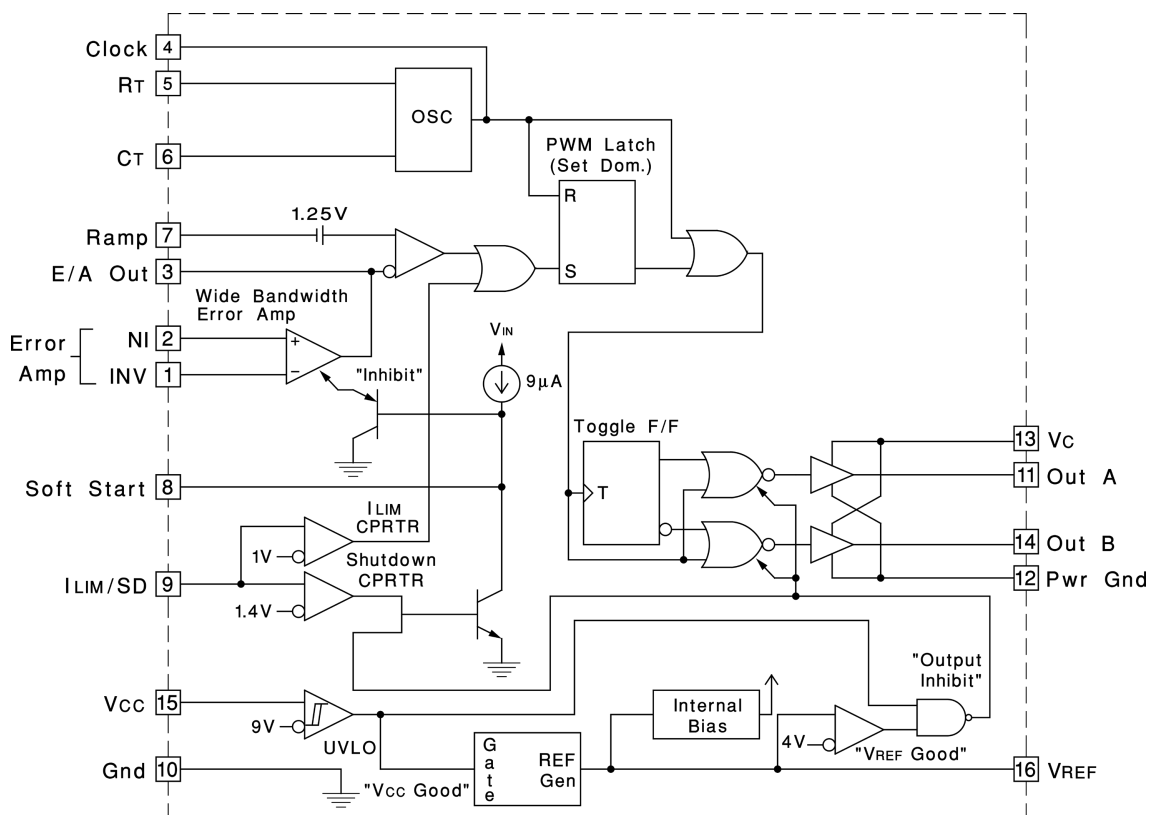 Clock 4
RT 5
CT 6
OSC
PWM Latch
(Set Dom.)
R
S
1.25V
Ramp 7
E/A Out 3
Wide Bandwidth
Error Amp
Error
Amp
NI 2
INV 1
+
–
"Inhibit"
VIN
9µA
Toggle F/F
T
13 VC
11 Out A
14 Out B
12 Pwr Gnd
Soft Start 8
ILIM
CPRTR
1V
Shutdown
CPRTR
ILIM/SD 9
1.4V
"Output
Inhibit"
VCC 15
9V
UVLO
Internal
Bias
4V
"VREF Good"
Gnd 10
"VCC Good"
Gate
REF
Gen
16 VREF